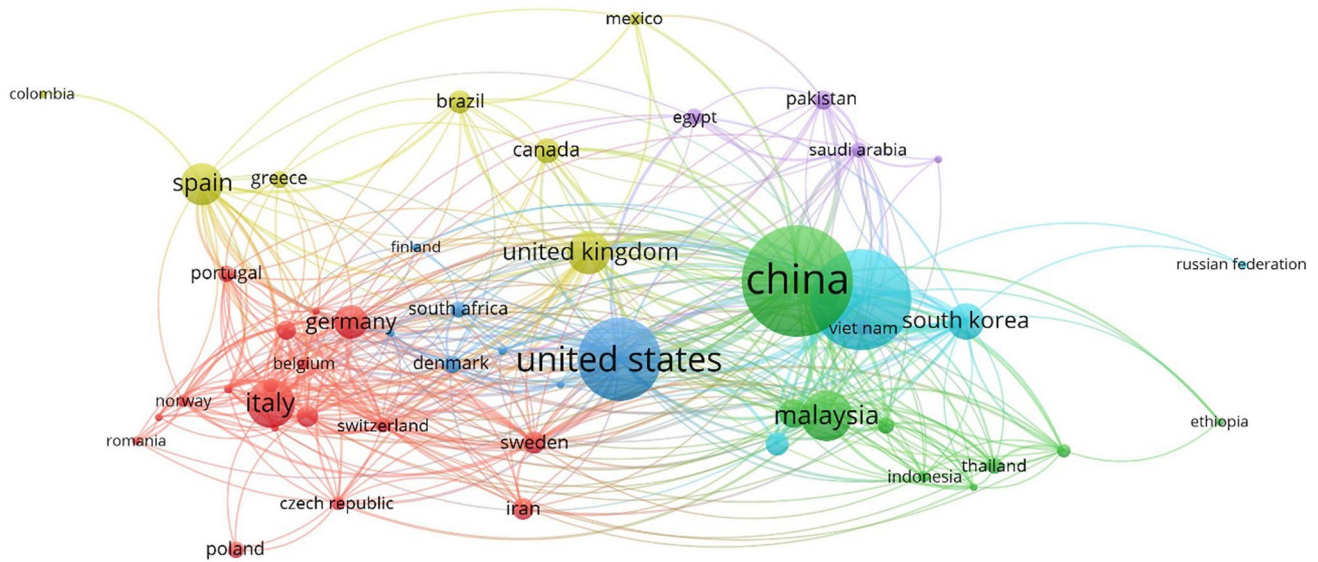 mexico
colombia
brazil
pakistan
egypt
canada
saudi arabia
spain
greece
finland
united kingdom
portugal
china
russian federation
south africa
germany
viet nam
south korea
belgium
denmark
united states
norway
italy
malaysia
switzerland
romania
sweden
ethiopia
indonesia
thailand
czech republic
iran
poland